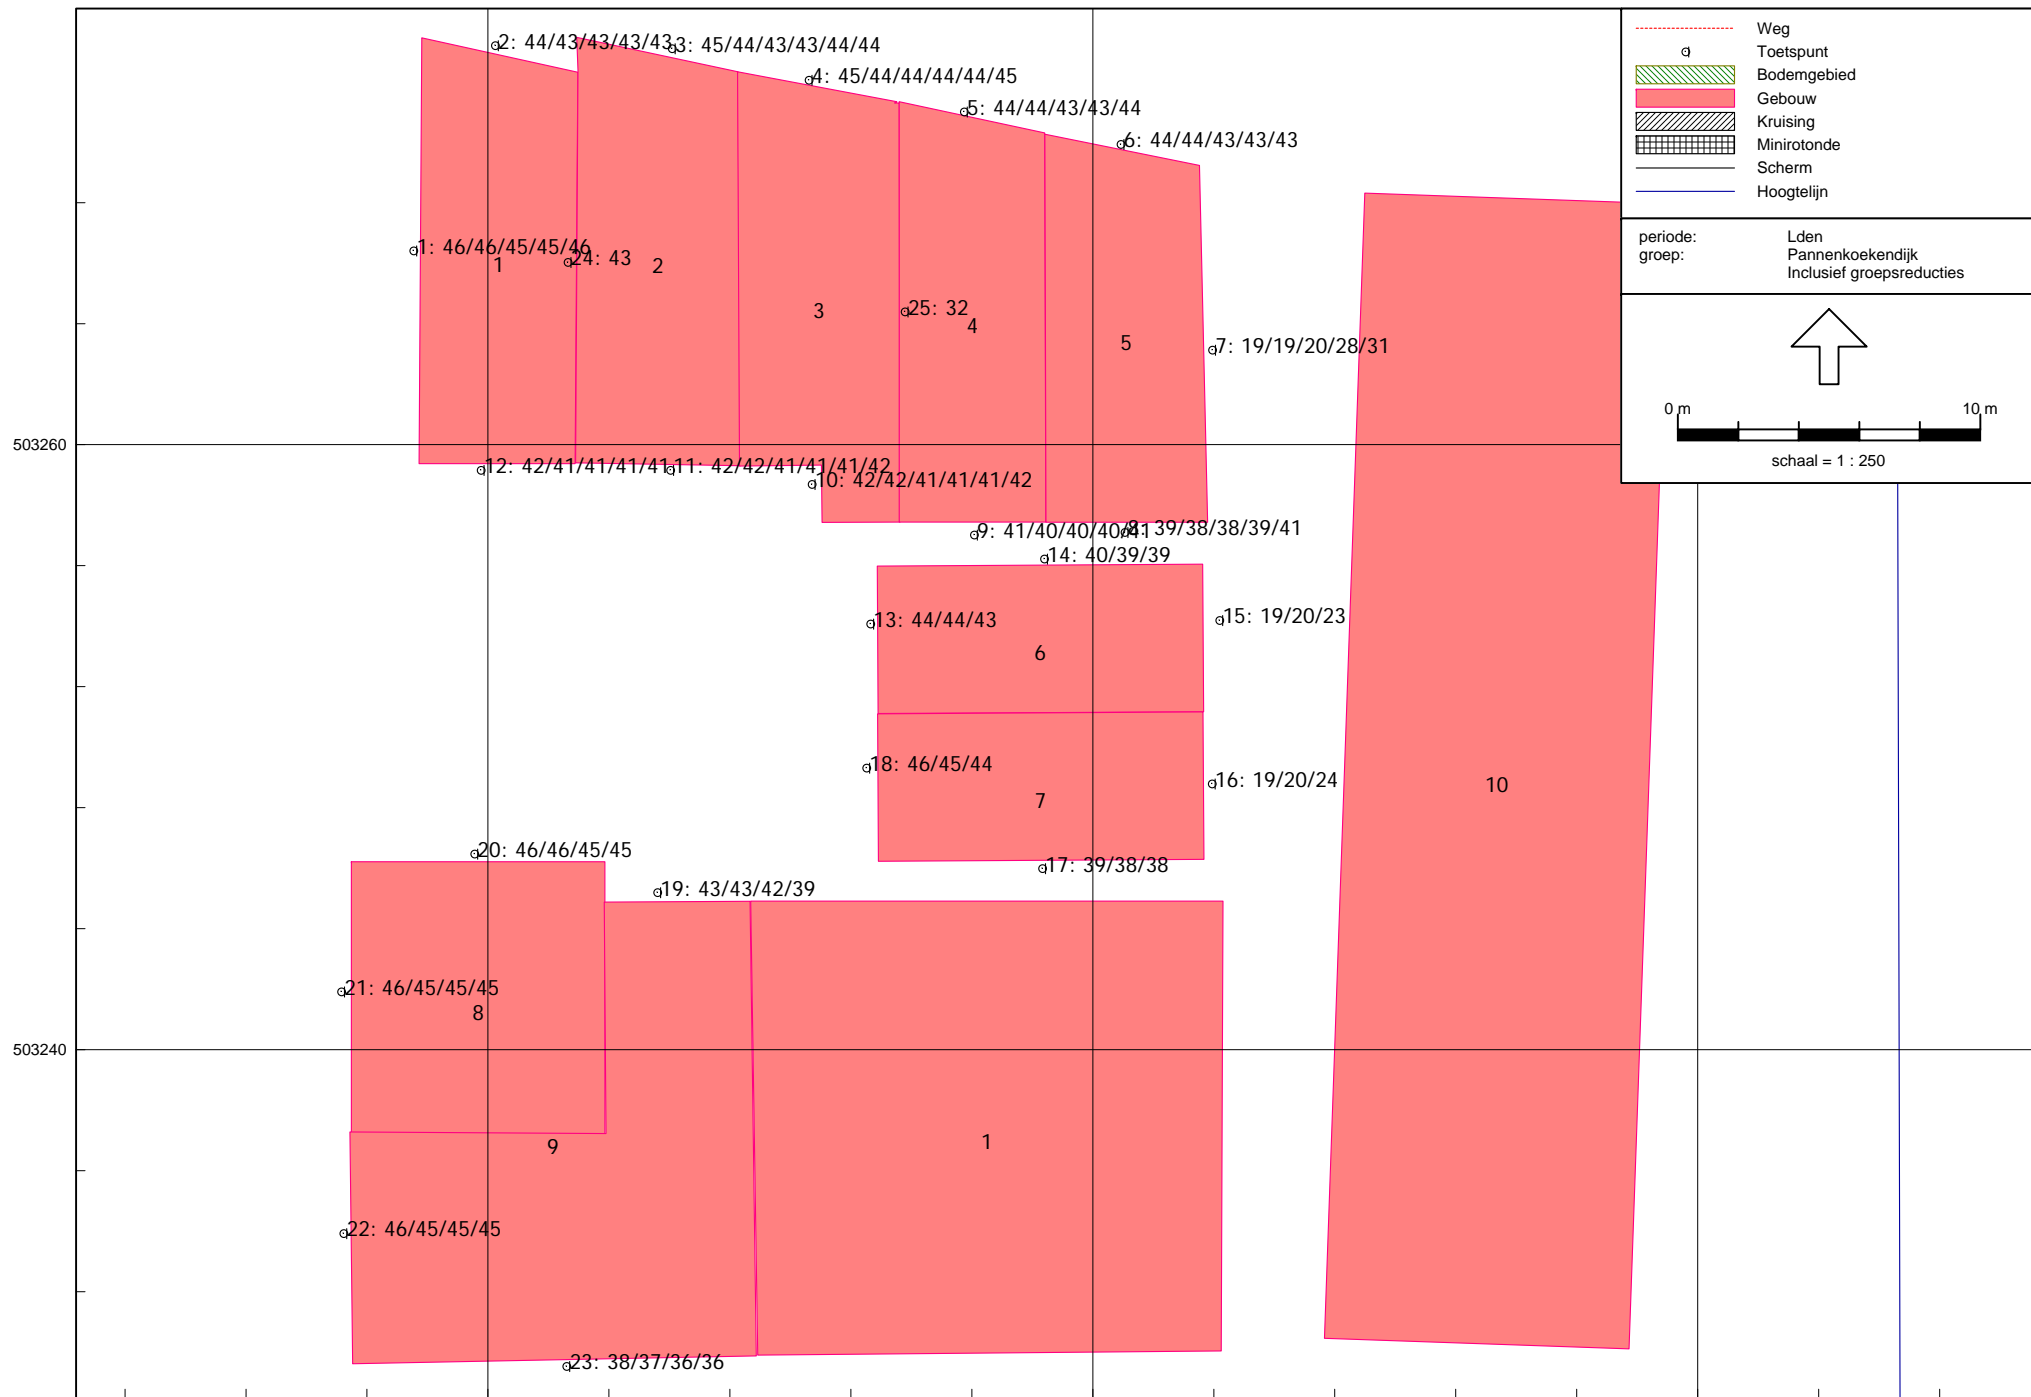 Weg
Toetspunt
Bodemgebied
Gebouw
Kruising
Minirotonde
Scherm
Hoogtelijn
periode: Lden
groep: Pannenkoekendijk
Inclusief groepsreducties
0 m 10 m
schaal = 1 : 250
2: 44/43/43/43/43
3: 45/44/43/43/44/44
4: 45/44/44/44/44/45
5: 44/44/43/43/44
6: 44/44/43/43/43
1: 46/46/45/45/46
1
24: 43
2
3
25: 32
4
5
7: 19/19/20/28/31
503260
12: 42/41/41/41/41
11: 42/42/41/41/41/42
10: 42/42/41/41/41/42
9: 41/40/40/40/41
8: 39/38/38/39/41
14: 40/39/39
13: 44/44/43
15: 19/20/23
6
18: 46/45/44
16: 19/20/24
7
10
20: 46/46/45/45
17: 39/38/38
19: 43/43/42/39
21: 46/45/45/45
8
503240
9
1
22: 46/45/45/45
23: 38/37/36/36